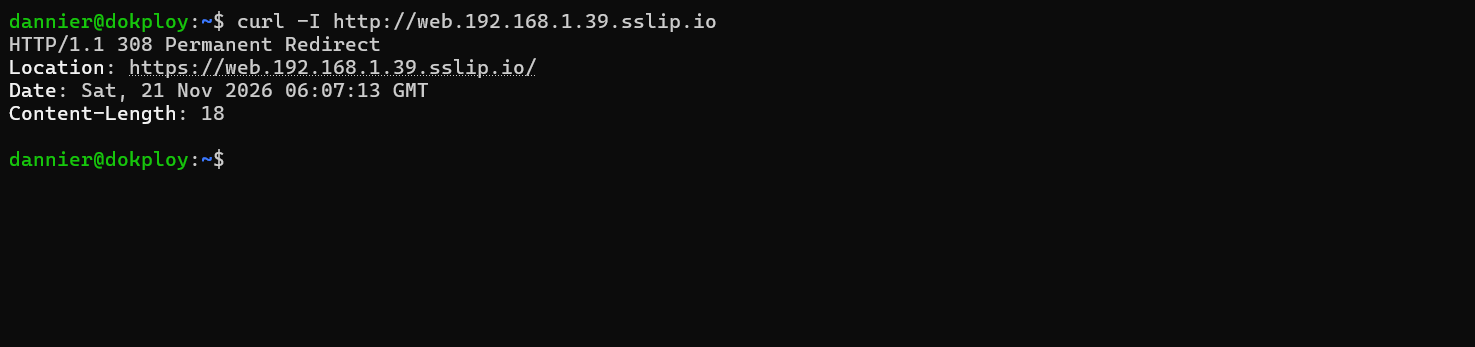 dannier@dokploy:~$ curl -I http://web.192.168.1.39.sslip.io
HTTP/1.1 308 Permanent Redirect
Location: https://web.192.168.1.39.sslip.io/
Date: Sat, 21 Nov 2026 06:07:13 GMT
Content-Length: 18

dannier@dokploy:~$